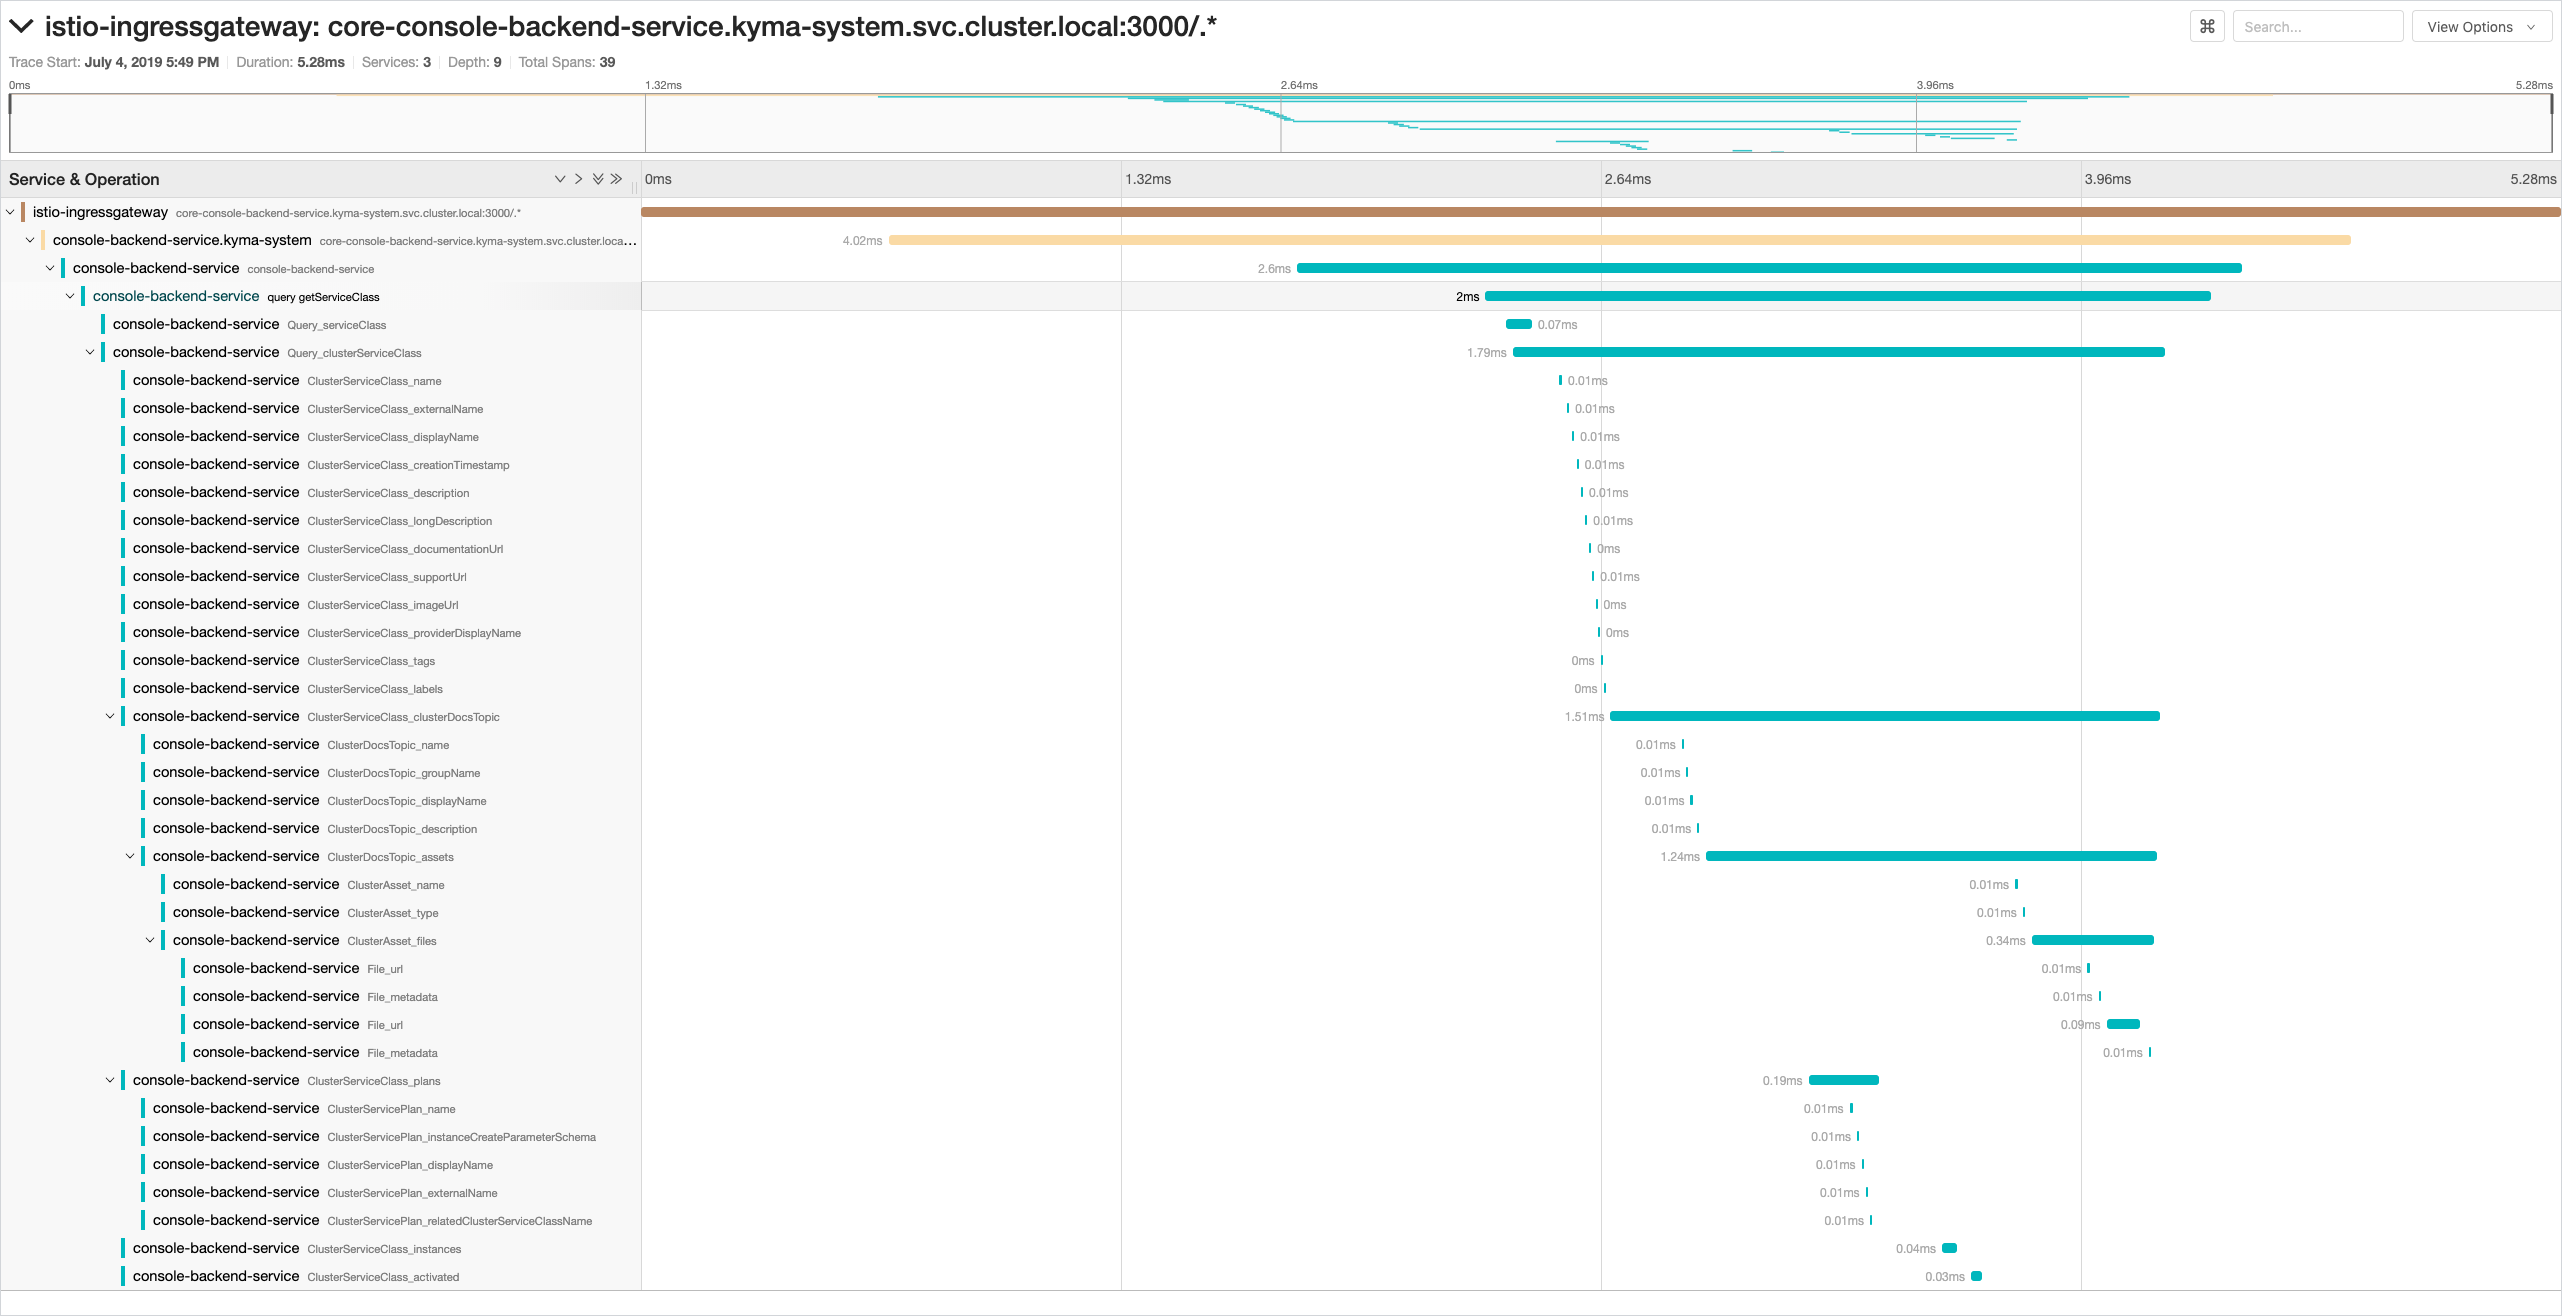 istio-ingressgateway: core-console-backend-service.kyma-system.svc.cluster.local:3000/.*
⌘ Search... View Options
Trace Start: July 4, 2019 5:49 PM Duration: 5.28ms Services: 3 Depth: 9 Total Spans: 39
0ms 1.32ms 2.64ms 3.96ms 5.28ms
Service & Operation 0ms 1.32ms 2.64ms 3.96ms 5.28ms
istio-ingressgateway core-console-backend-service.kyma-system.svc.cluster.local:3000/.*
console-backend-service.kyma-system core-console-backend-service.kyma-system.svc.cluster.loca... 4.02ms
console-backend-service console-backend-service 2.6ms
console-backend-service query getServiceClass 2ms
console-backend-service Query_serviceClass 0.07ms
console-backend-service Query_clusterServiceClass 1.79ms
console-backend-service ClusterServiceClass_name 0.01ms
console-backend-service ClusterServiceClass_externalName 0.01ms
console-backend-service ClusterServiceClass_displayName 0.01ms
console-backend-service ClusterServiceClass_creationTimestamp 0.01ms
console-backend-service ClusterServiceClass_description 0.01ms
console-backend-service ClusterServiceClass_longDescription 0.01ms
console-backend-service ClusterServiceClass_documentationUrl 0ms
console-backend-service ClusterServiceClass_supportUrl 0.01ms
console-backend-service ClusterServiceClass_imageUrl 0ms
console-backend-service ClusterServiceClass_providerDisplayName 0ms
console-backend-service ClusterServiceClass_tags 0ms
console-backend-service ClusterServiceClass_labels 0ms
console-backend-service ClusterServiceClass_clusterDocsTopic 1.51ms
console-backend-service ClusterDocsTopic_name 0.01ms
console-backend-service ClusterDocsTopic_groupName 0.01ms
console-backend-service ClusterDocsTopic_displayName 0.01ms
console-backend-service ClusterDocsTopic_description 0.01ms
console-backend-service ClusterDocsTopic_assets 1.24ms
console-backend-service ClusterAsset_name 0.01ms
console-backend-service ClusterAsset_type 0.01ms
console-backend-service ClusterAsset_files 0.34ms
console-backend-service File_url 0.01ms
console-backend-service File_metadata 0.01ms
console-backend-service File_url 0.09ms
console-backend-service File_metadata 0.01ms
console-backend-service ClusterServiceClass_plans 0.19ms
console-backend-service ClusterServicePlan_name 0.01ms
console-backend-service ClusterServicePlan_instanceCreateParameterSchema 0.01ms
console-backend-service ClusterServicePlan_displayName 0.01ms
console-backend-service ClusterServicePlan_externalName 0.01ms
console-backend-service ClusterServicePlan_relatedClusterServiceClassName 0.01ms
console-backend-service ClusterServiceClass_instances 0.04ms
console-backend-service ClusterServiceClass_activated 0.03ms